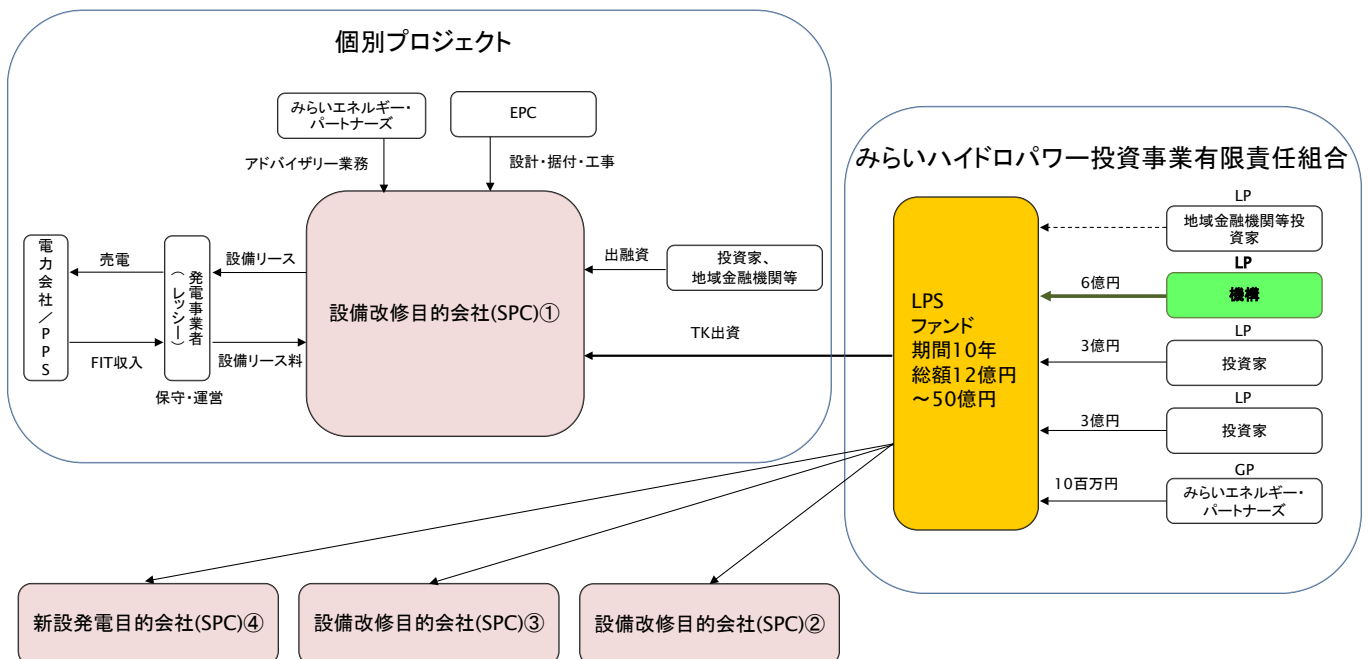 個別プロジェクト
みらいエネルギー・
パートナーズ
EPC
アドバイザリー業務
設計・据付・工事
電力会社／PPS
売電
FIT収入
発電事業者
(レッシー)
保守・運営
設備リース
設備リース料
設備改修目的会社(SPC)①
出融資
投資家、
地域金融機関等
TK出資
みらいハイドロパワー投資事業有限責任組合
LPS
ファンド
期間10年
総額12億円
～50億円
LP
地域金融機関等投
資家
LP
6億円
機構
LP
3億円
投資家
LP
3億円
投資家
GP
10百万円
みらいエネルギー・
パートナーズ
新設発電目的会社(SPC)④
設備改修目的会社(SPC)③
設備改修目的会社(SPC)②